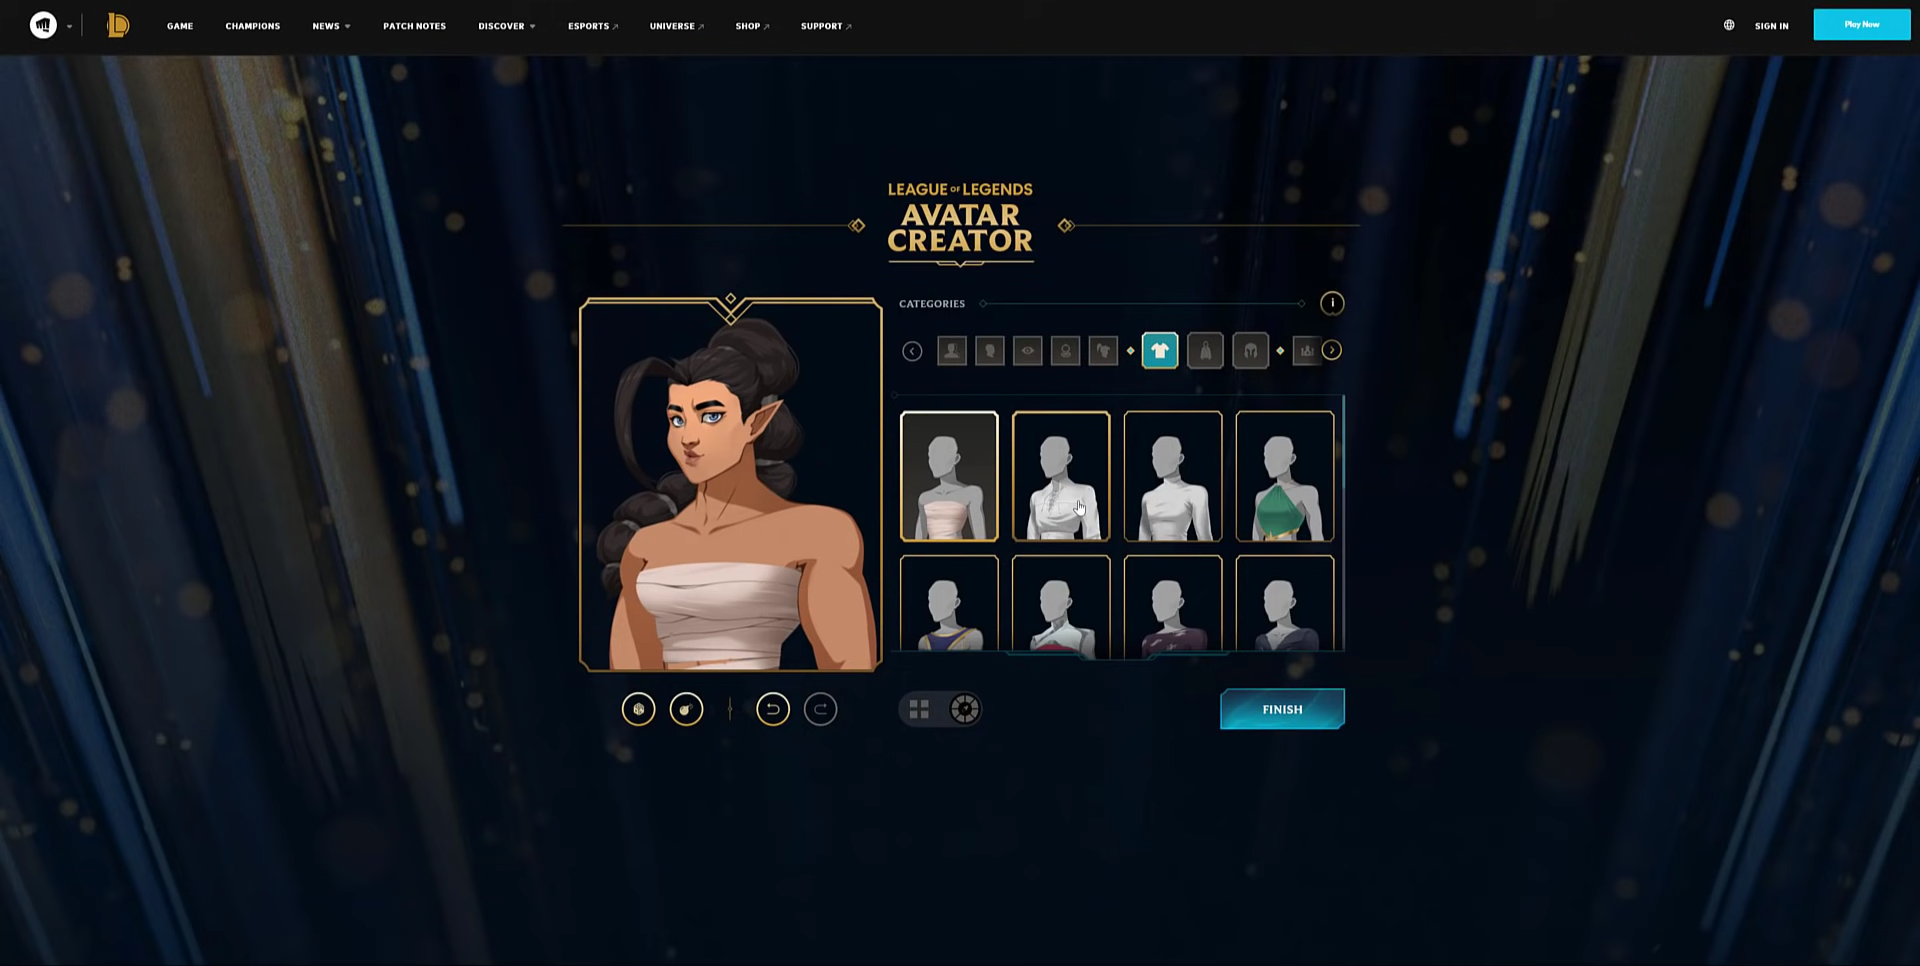 GAME CHAMPIONS NEWS PATCH NOTES DISCOVER ESPORTS UNIVERSE SHOP SUPPORT SIGN IN Play Now
LEAGUE OF LEGENDS
AVATAR
CREATOR
CATEGORIES
i
FINISH